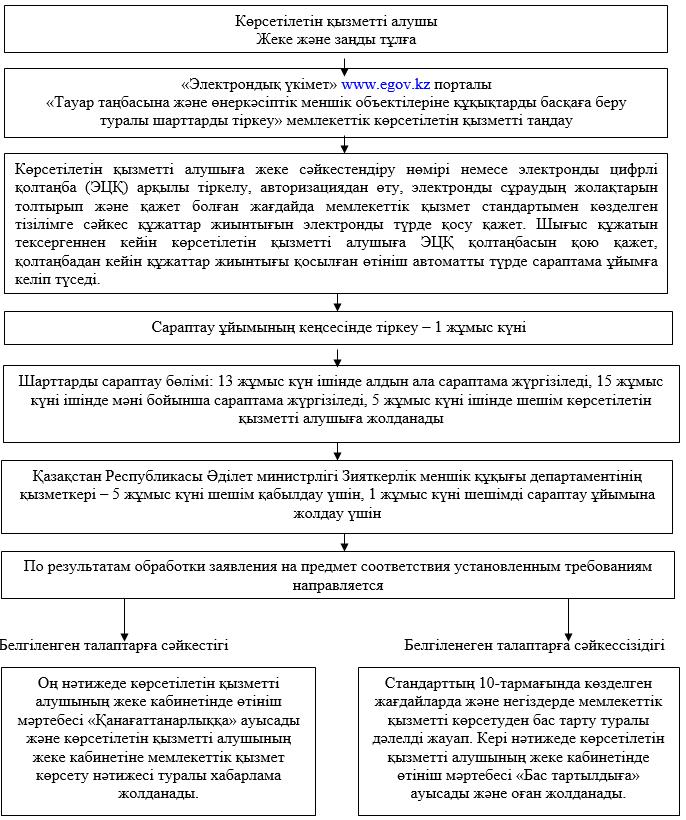 Көрсетілетін қызметті алушы
Жеке және заңды тұлға
«Электрондық үкімет» www.egov.kz порталы
«Тауар таңбасына және өнеркәсіптік меншік объектілеріне құқықтарды басқаға беру
туралы шарттарды тіркеу» мемлекеттік көрсетілетін қызметті таңдау
Көрсетілетін қызметті алушыға жеке сәйкестендіру нөмірі немесе электронды цифрлі
қолтаңба (ЭЦҚ) арқылы тіркелу, авторизациядан өту, электронды сұраудың жолақтарын
толтырып және қажет болған жағдайда мемлекеттік қызмет стандартымен көзделген
тізілімге сәйкес құжаттар жиынтығын электронды түрде қосу қажет. Шығыс құжатын
тексергеннен кейін көрсетілетін қызметті алушыға ЭЦҚ қолтаңбасын қою қажет,
қолтаңбадан кейін құжаттар жиынтығы қосылған өтініш автоматты түрде сараптама ұйымға
келіп түседі.
Сараптау ұйымының кеңсесінде тіркеу – 1 жұмыс күні
Шарттарды сараптау бөлімі: 13 жұмыс күн ішінде алдын ала сараптама жүргізіледі, 15 жұмыс
күні ішінде мәні бойынша сараптама жүргізіледі, 5 жұмыс күні ішінде шешім көрсетілетін
қызметті алушыға жолданады
Қазақстан Республикасы Әділет министрлігі Зияткерлік меншік құқығы департаментінің
қызметкері – 5 жұмыс күні шешім қабылдау үшін, 1 жұмыс күні шешімді сараптау ұйымына
жолдау үшін
По результатам обработки заявления на предмет соответствия установленным требованиям
направляется
Белгіленген талаптарға сәйкестігі
Белгіленеген талаптарға сәйкессізідігі
Оң нәтижеде көрсетілетін қызметті
алушының жеке кабинетінде өтініш
мәртебесі «Қанағаттанарлыққа» ауысады
және көрсетілетін қызметті алушының
жеке кабинетіне мемлекеттік қызмет
көрсету нәтижесі туралы хабарлама
жолданады.
Стандарттың 10-тармағында көзделген
жағдайларда және негіздерде мемлекеттік
қызметті көрсетуден бас тарту туралы
дәлелді жауап. Кері нәтижеде көрсетілетін
қызметті алушының жеке кабинетінде
өтініш мәртебесі «Бас тартылдыға»
ауысады және оған жолданады.